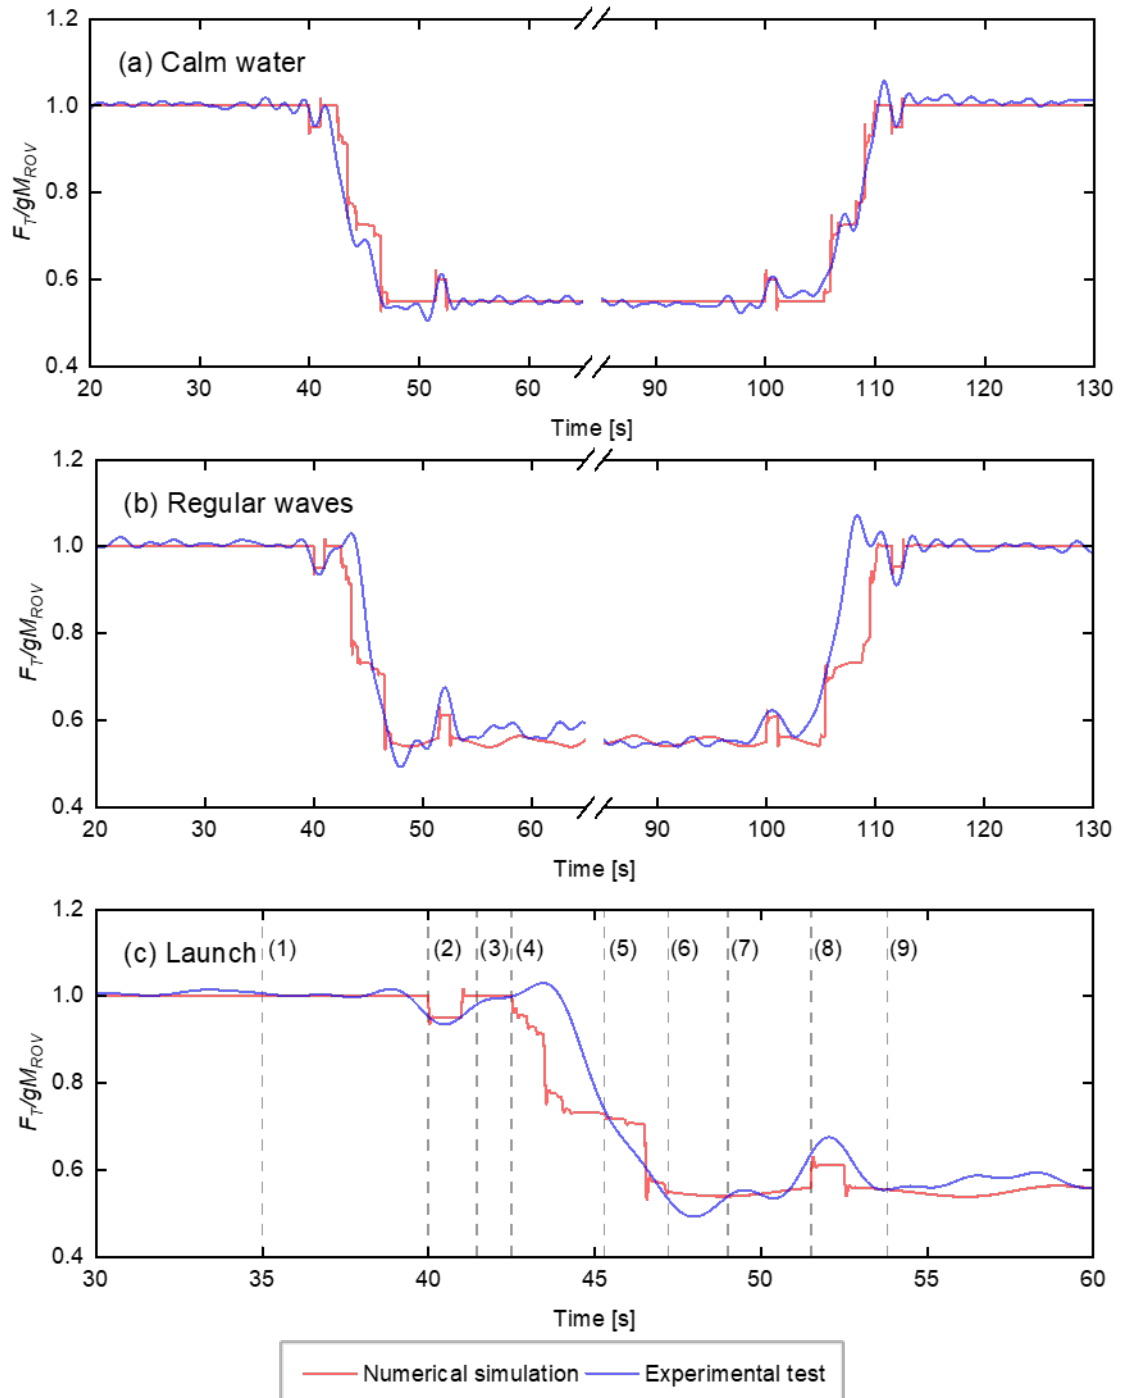 1.2
(a) Calm water
1.0
0.8
0.6
0.4
F_T/gM_ROV
20 30 40 50 60 90 100 110 120 130
Time [s]
1.2
(b) Regular waves
1.0
0.8
0.6
0.4
F_T/gM_ROV
20 30 40 50 60 90 100 110 120 130
Time [s]
1.2
(c) Launch (1) (2) (3) (4) (5) (6) (7) (8) (9)
1.0
0.8
0.6
0.4
F_T/gM_ROV
30 35 40 45 50 55 60
Time [s]
Numerical simulation Experimental test